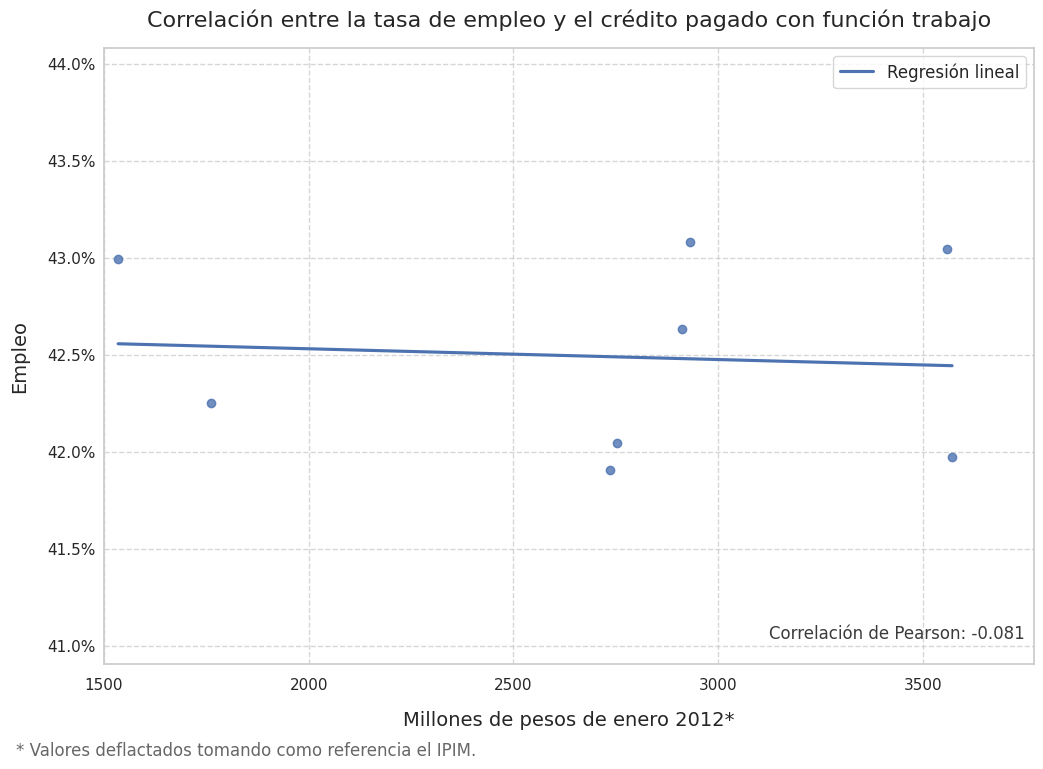 Correlación entre la tasa de empleo y el crédito pagado con función trabajo
Regresión lineal
44.0%
43.5%
43.0%
42.5%
42.0%
41.5%
41.0%
Empleo
Correlación de Pearson: -0.081
1500 2000 2500 3000 3500
Millones de pesos de enero 2012*
* Valores deflactados tomando como referencia el IPIM.